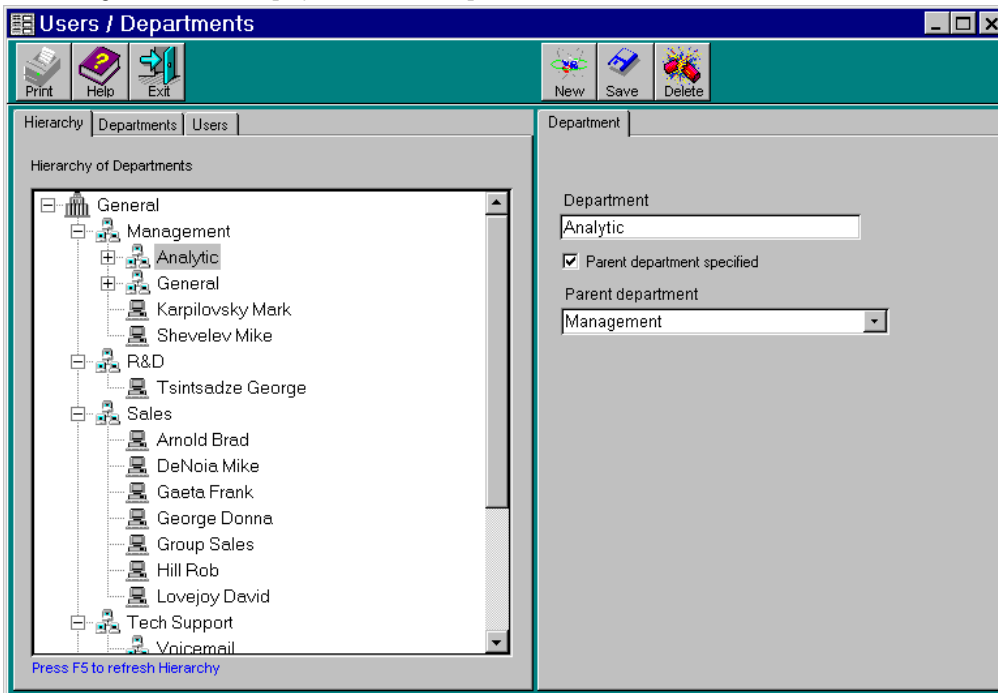 Users / Departments
Print Help Exit New Save Delete
Hierarchy Departments Users
Department
Hierarchy of Departments
General
Management
Analytic
General
Karpilovsky Mark
Shevelev Mike
R&D
Tsintsadze George
Sales
Arnold Brad
DeNoia Mike
Gaeta Frank
George Donna
Group Sales
Hill Rob
Lovejoy David
Tech Support
Voicemail
Press F5 to refresh Hierarchy
Department
Analytic
Parent department specified
Parent department
Management